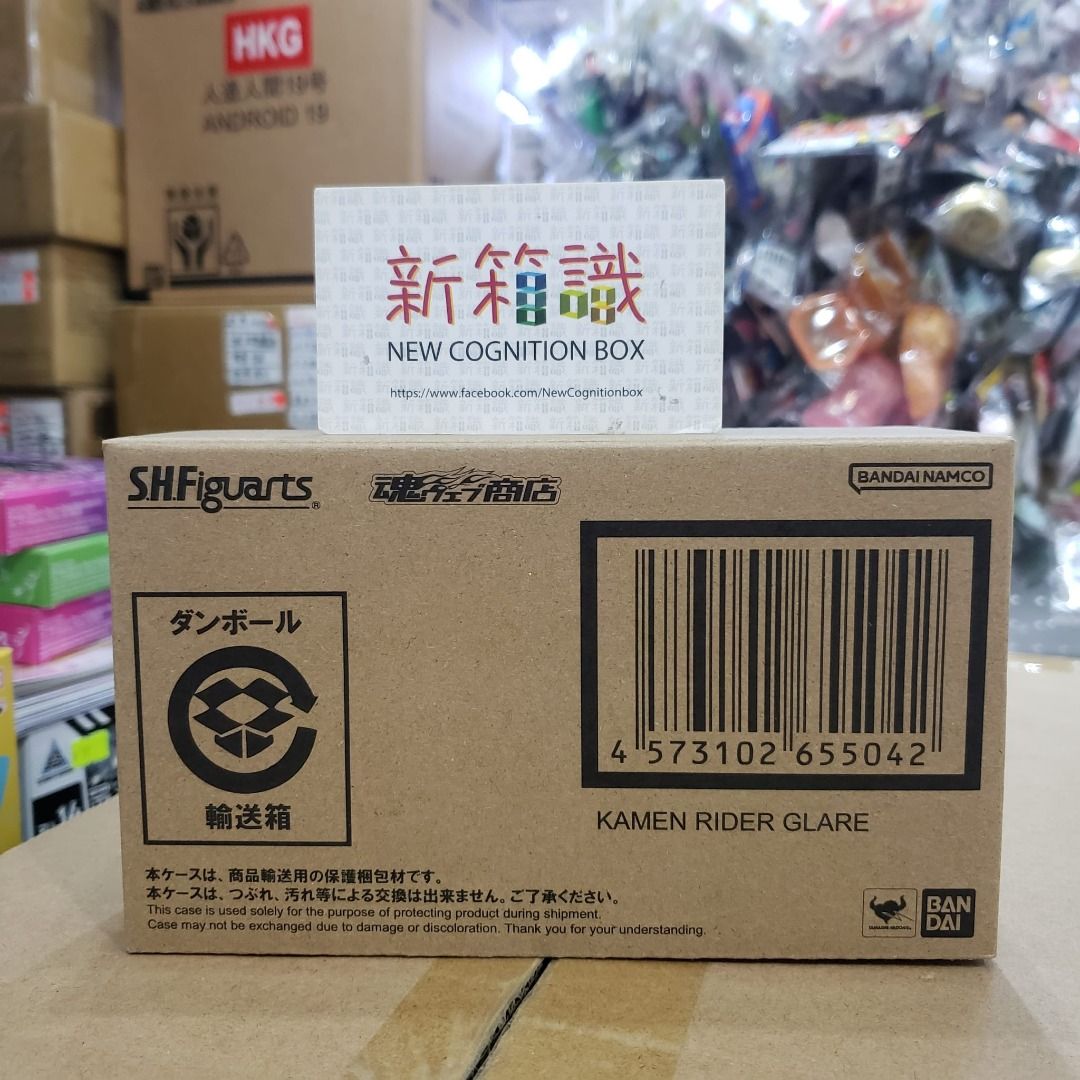 HKG
人造人間19号
ANDROID 19
新箱識
NEW COGNITION BOX
https://www.facebook.com/NewCognitionbox
S.H.Figuarts®
魂ウェブ商店
BANDAI NAMCO
ダンボール
輸送箱
4 573102 655042
KAMEN RIDER GLARE
本ケースは、商品輸送用の保護梱包材です。
本ケースは、つぶれ、汚れ等による交換は出来ません。ご了承ください。
This case is used solely for the purpose of protecting product during shipment.
Case may not be exchanged due to damage or discoloration. Thank you for your understanding.
BAN
DAI